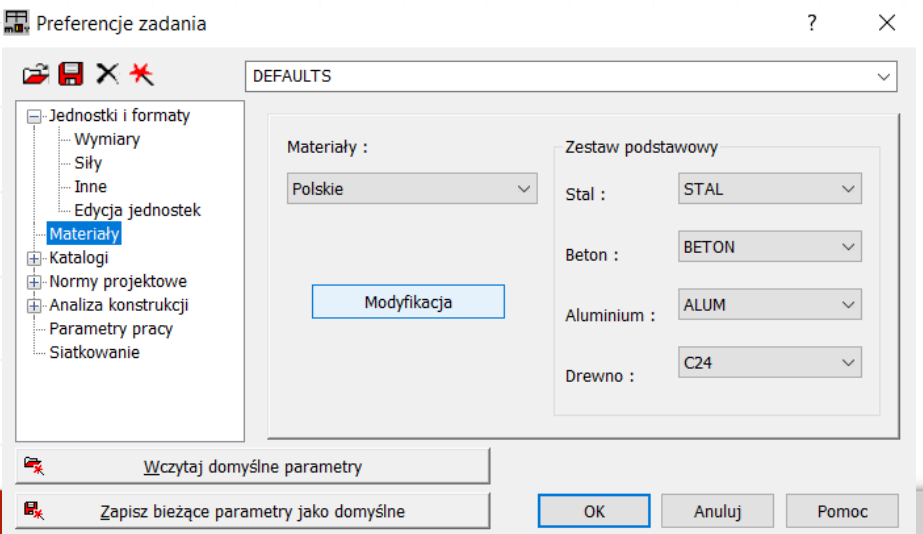 Preferencje zadania
DEFAULTS
Jednostki i formaty
Wymiary
Siły
Inne
Edycja jednostek
Materiały
Katalogi
Normy projektowe
Analiza konstrukcji
Parametry pracy
Siatkowanie
Materiały :
Polskie
Modyfikacja
Zestaw podstawowy
Stal : STAL
Beton : BETON
Aluminium : ALUM
Drewno : C24
Wczytaj domyślne parametry
Zapisz bieżące parametry jako domyślne
OK Anuluj Pomoc